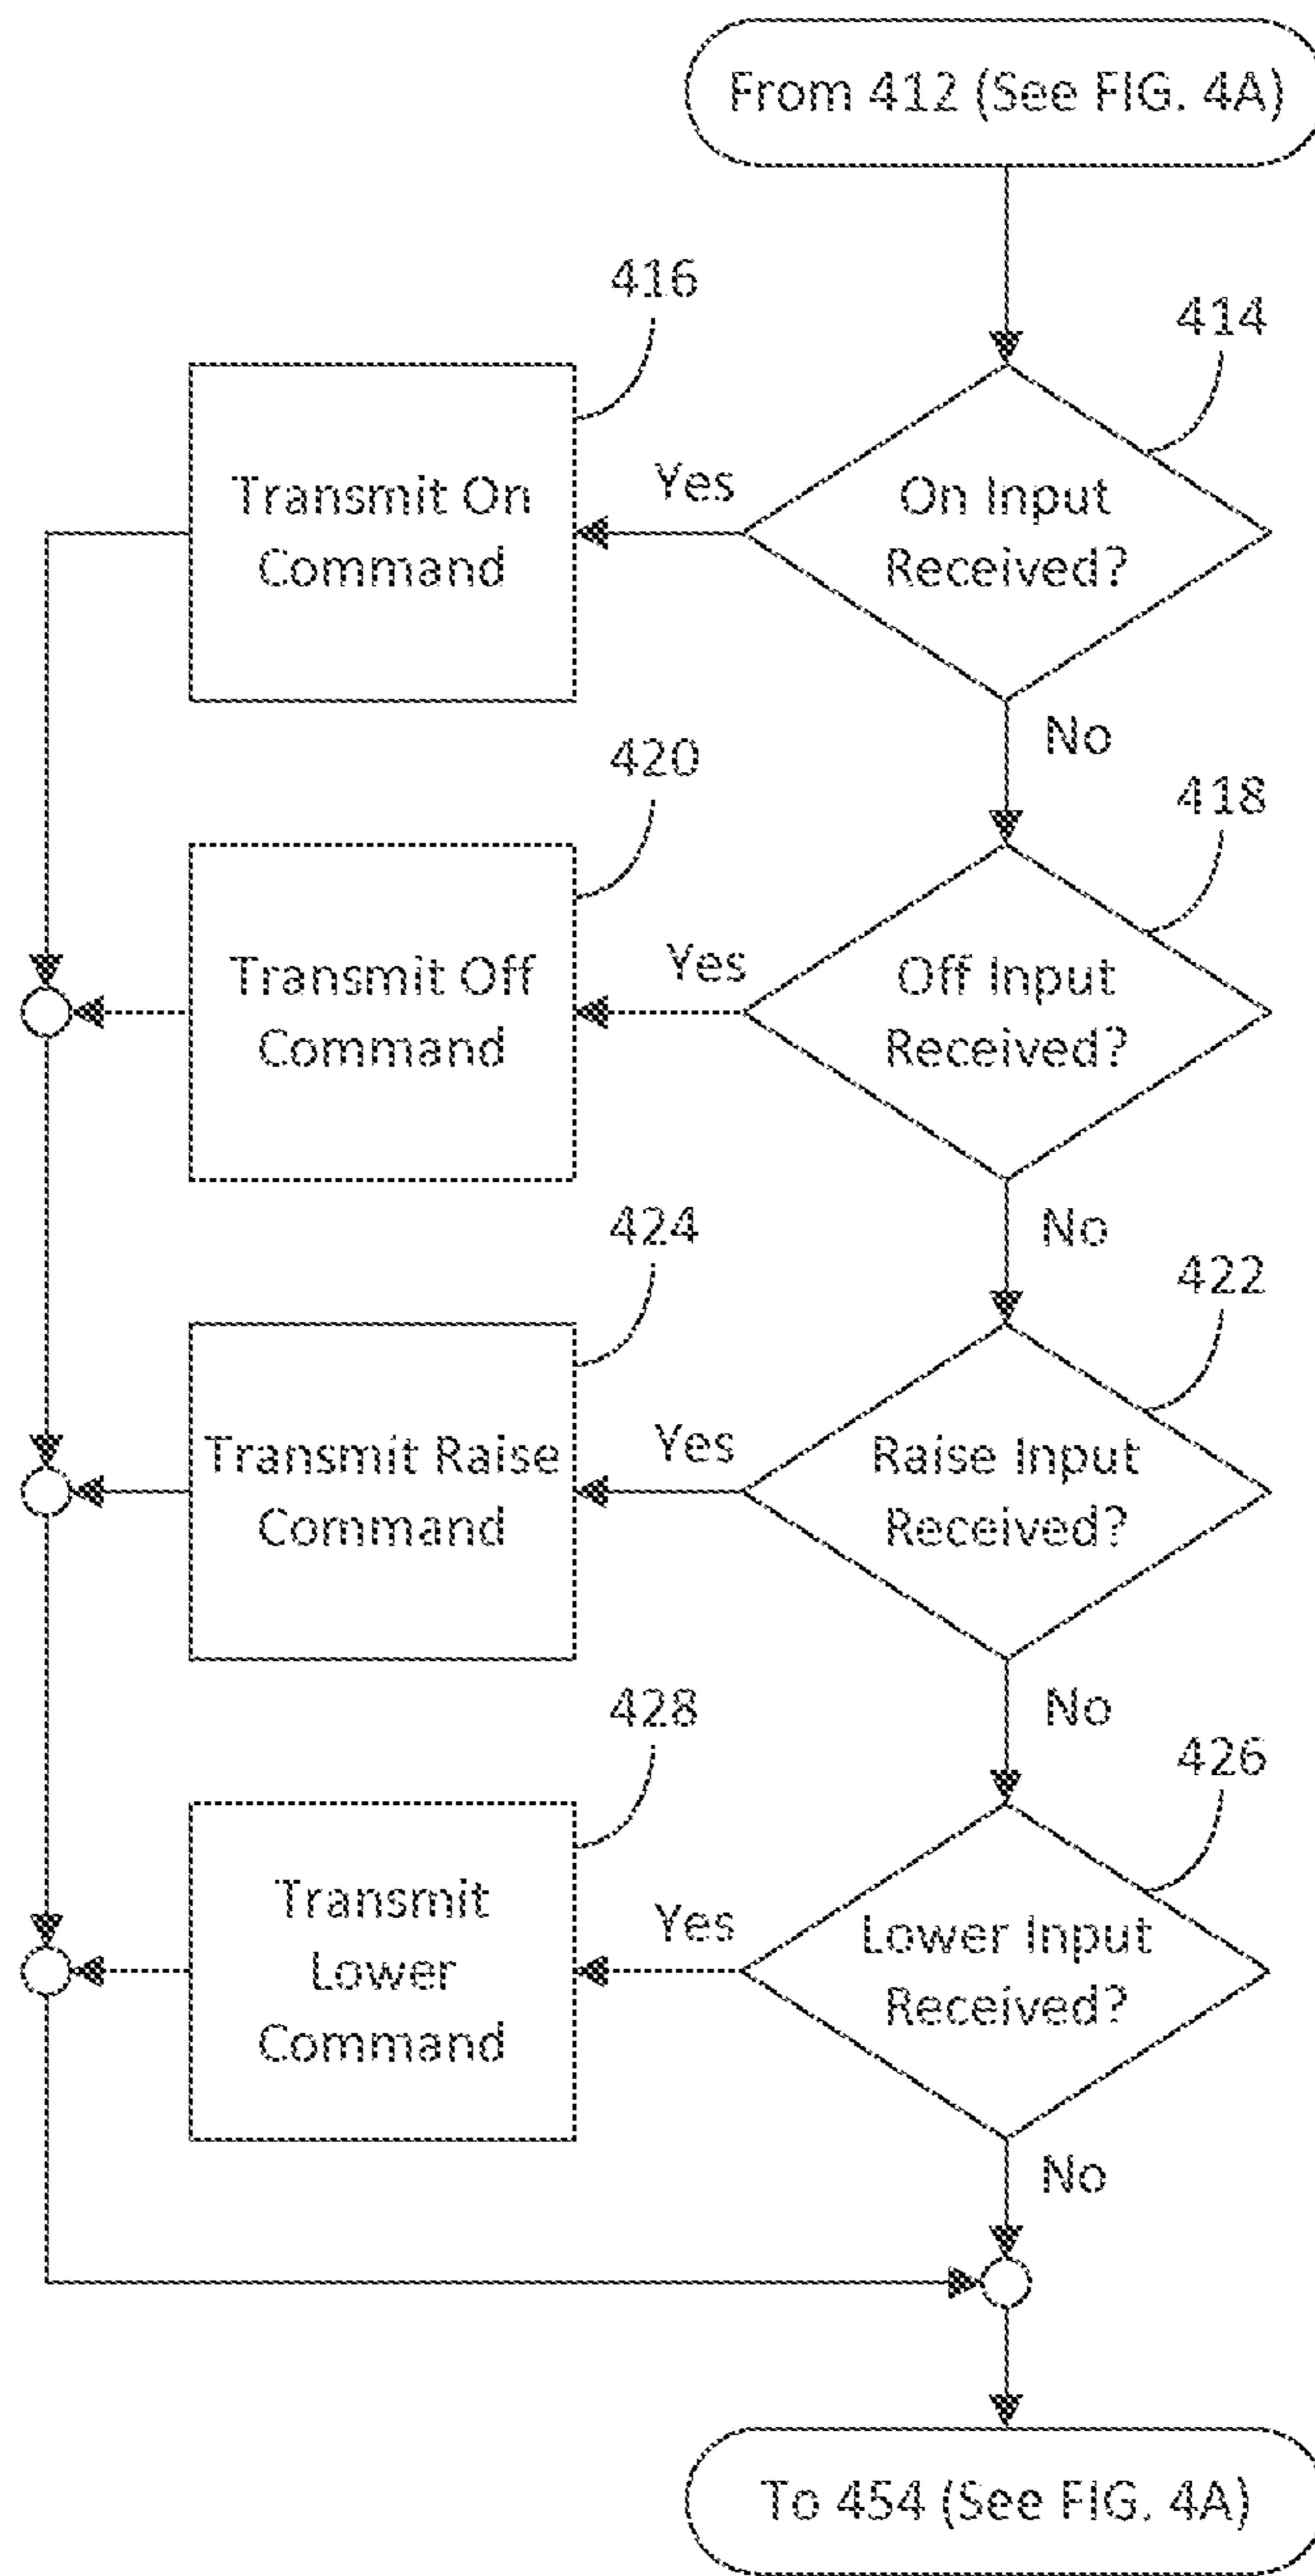 From 412 (See FIG. 4A)
416
414
Transmit On
Command
Yes
On Input
Received?
No
420
418
Transmit Off
Command
Yes
Off Input
Received?
No
424
422
Transmit Raise
Command
Yes
Raise Input
Received?
No
428
426
Transmit
Lower
Command
Yes
Lower Input
Received?
No
To 454 (See FIG. 4A)